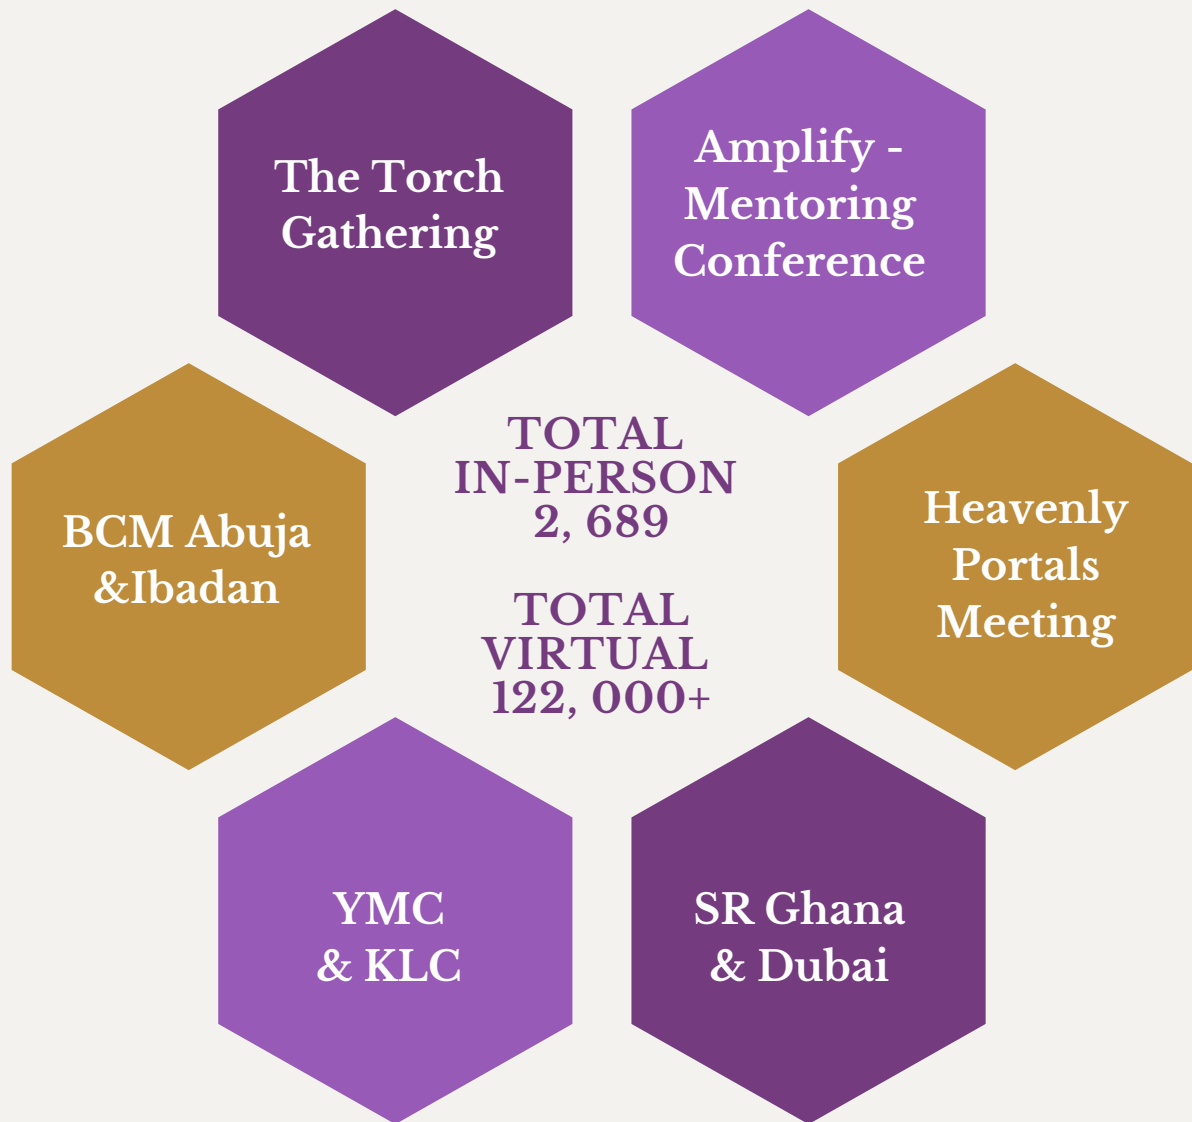 The Torch
Gathering
Amplify -
Mentoring
Conference
BCM Abuja
&Ibadan
TOTAL
IN-PERSON
2, 689
TOTAL
VIRTUAL
122, 000+
Heavenly
Portals
Meeting
YMC
& KLC
SR Ghana
& Dubai